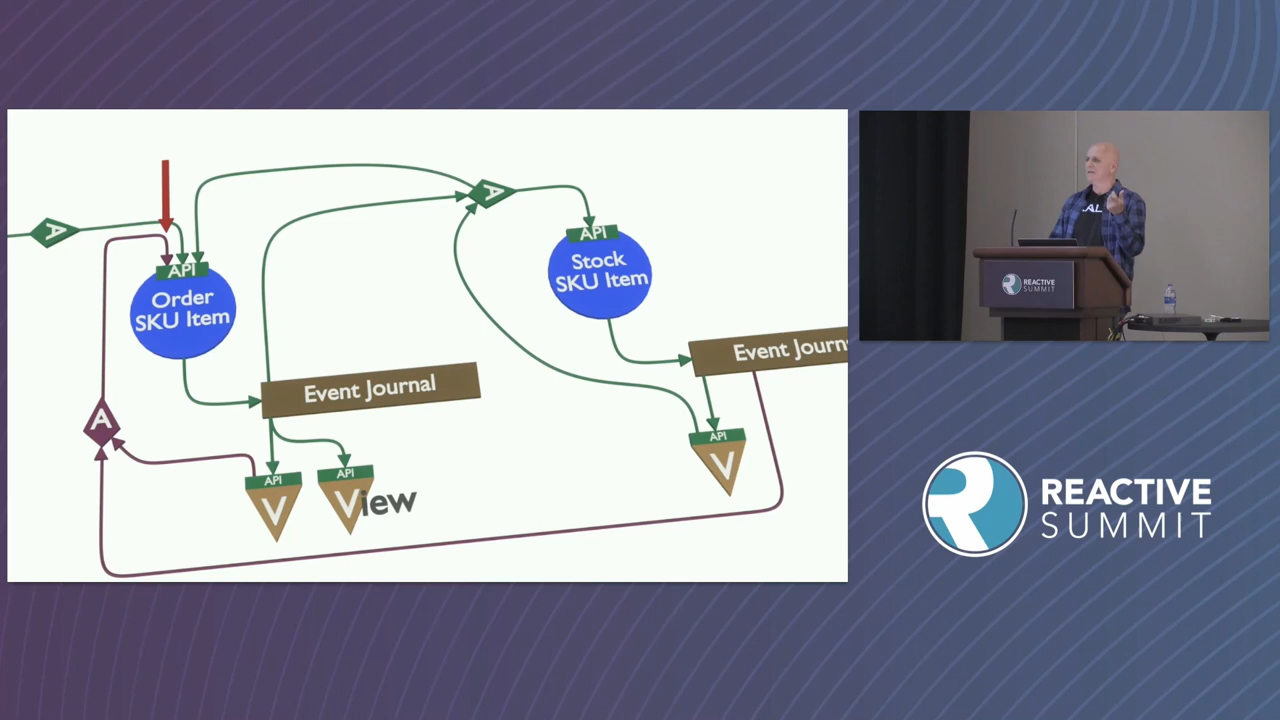 A
API
Order
SKU Item
A
API
Stock
SKU Item
Event Journal
Event Journ
A
API
V
API
View
API
V
REACTIVE
SUMMIT
REACTIVE
SUMMIT